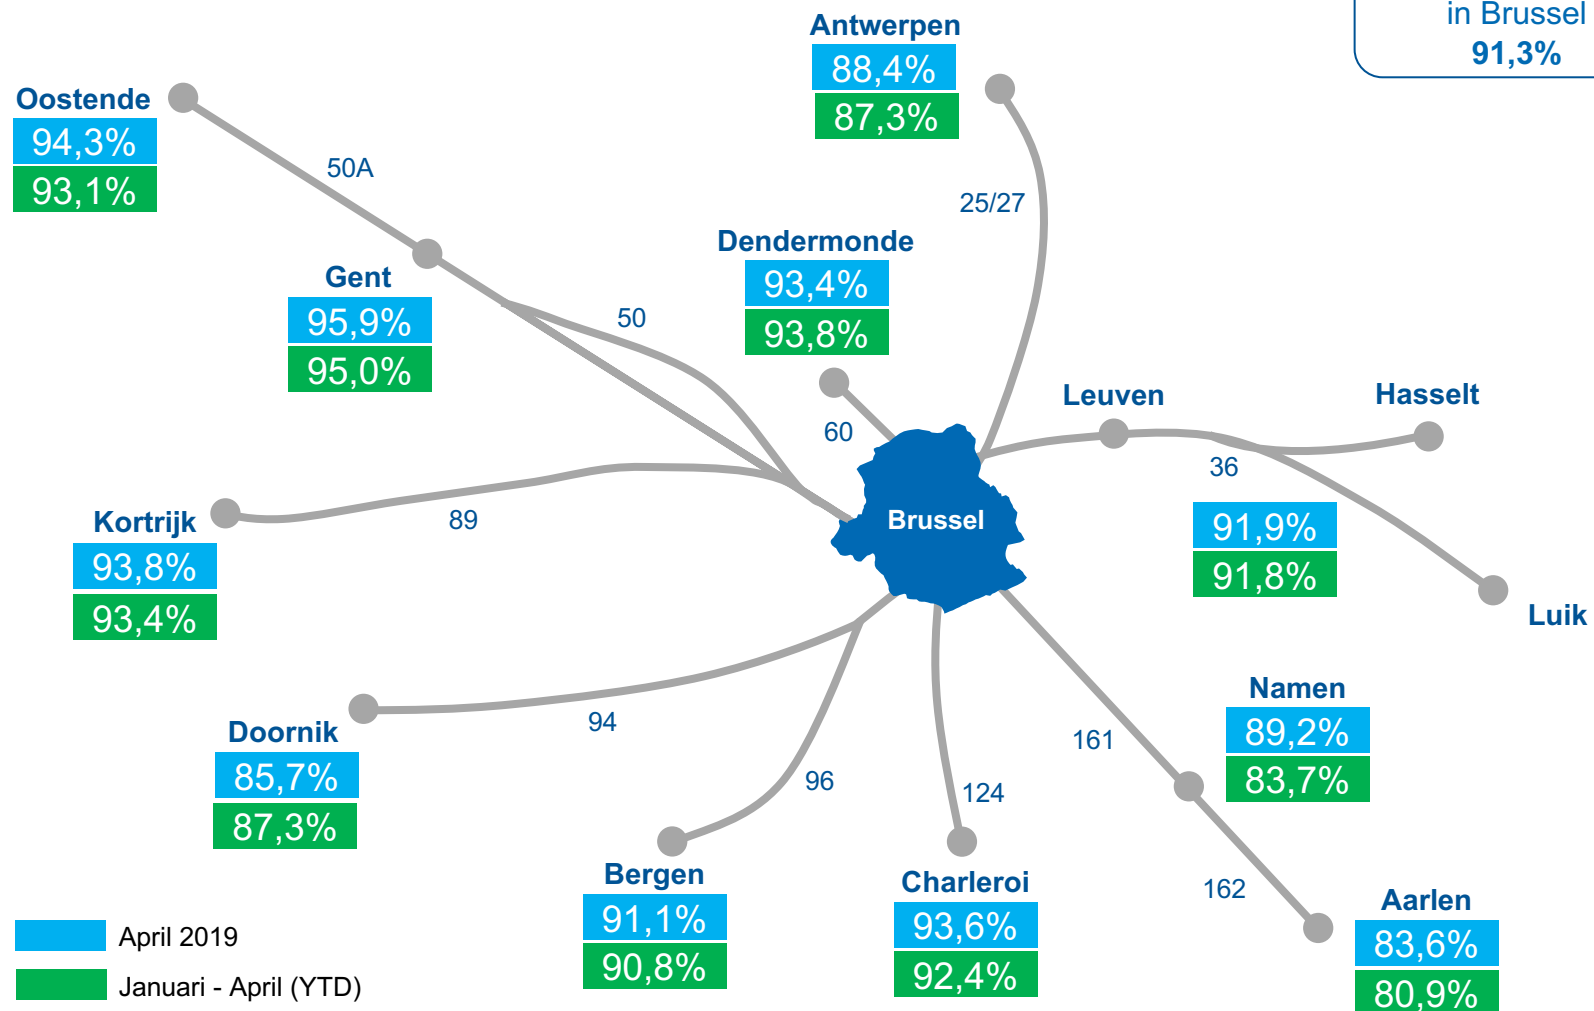 in Brussel
91,3%
Antwerpen
88,4%
87,3%
Oostende
94,3%
93,1%
50A
25/27
Dendermonde
93,4%
93,8%
Gent
95,9%
95,0%
50
60
Leuven
Hasselt
36
91,9%
91,8%
Luik
Brussel
Kortrijk
93,8%
93,4%
89
Doornik
85,7%
87,3%
94
96
124
161
Namen
89,2%
83,7%
162
Bergen
91,1%
90,8%
Charleroi
93,6%
92,4%
Aarlen
83,6%
80,9%
April 2019
Januari - April (YTD)